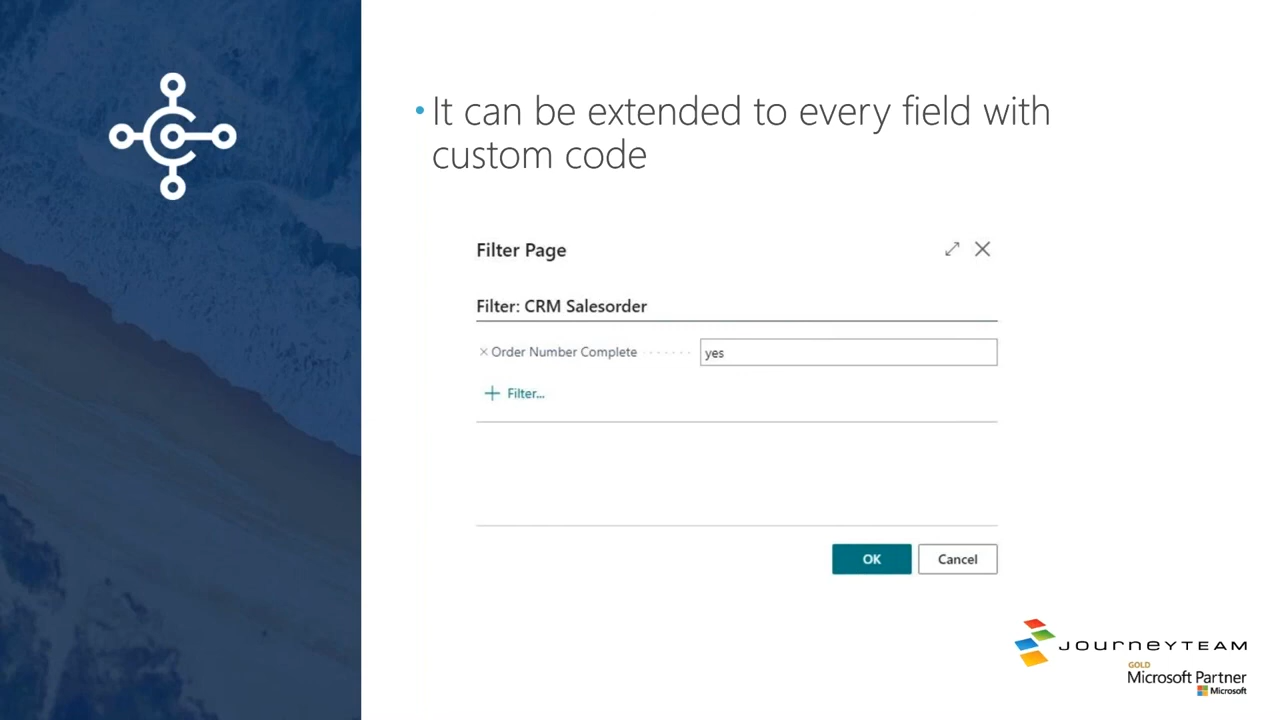 • It can be extended to every field with
custom code
Filter Page
Filter: CRM Salesorder
× Order Number Complete
yes
+ Filter...
OK
Cancel
JOURNEYTEAM
GOLD
Microsoft Partner
Microsoft